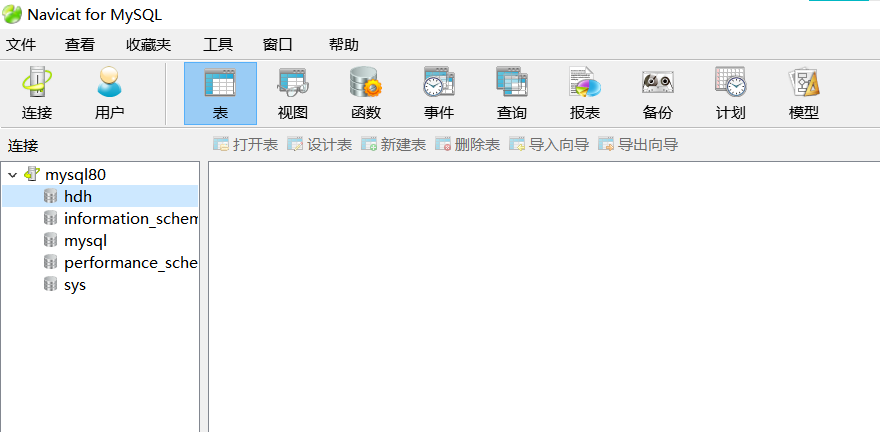 Navicat for MySQL
文件 查看 收藏夹 工具 窗口 帮助
连接 用户 表 视图 函数 事件 查询 报表 备份 计划 模型
连接 打开表 设计表 新建表 删除表 导入向导 导出向导
mysql80
hdh
information_schem
mysql
performance_sche
sys